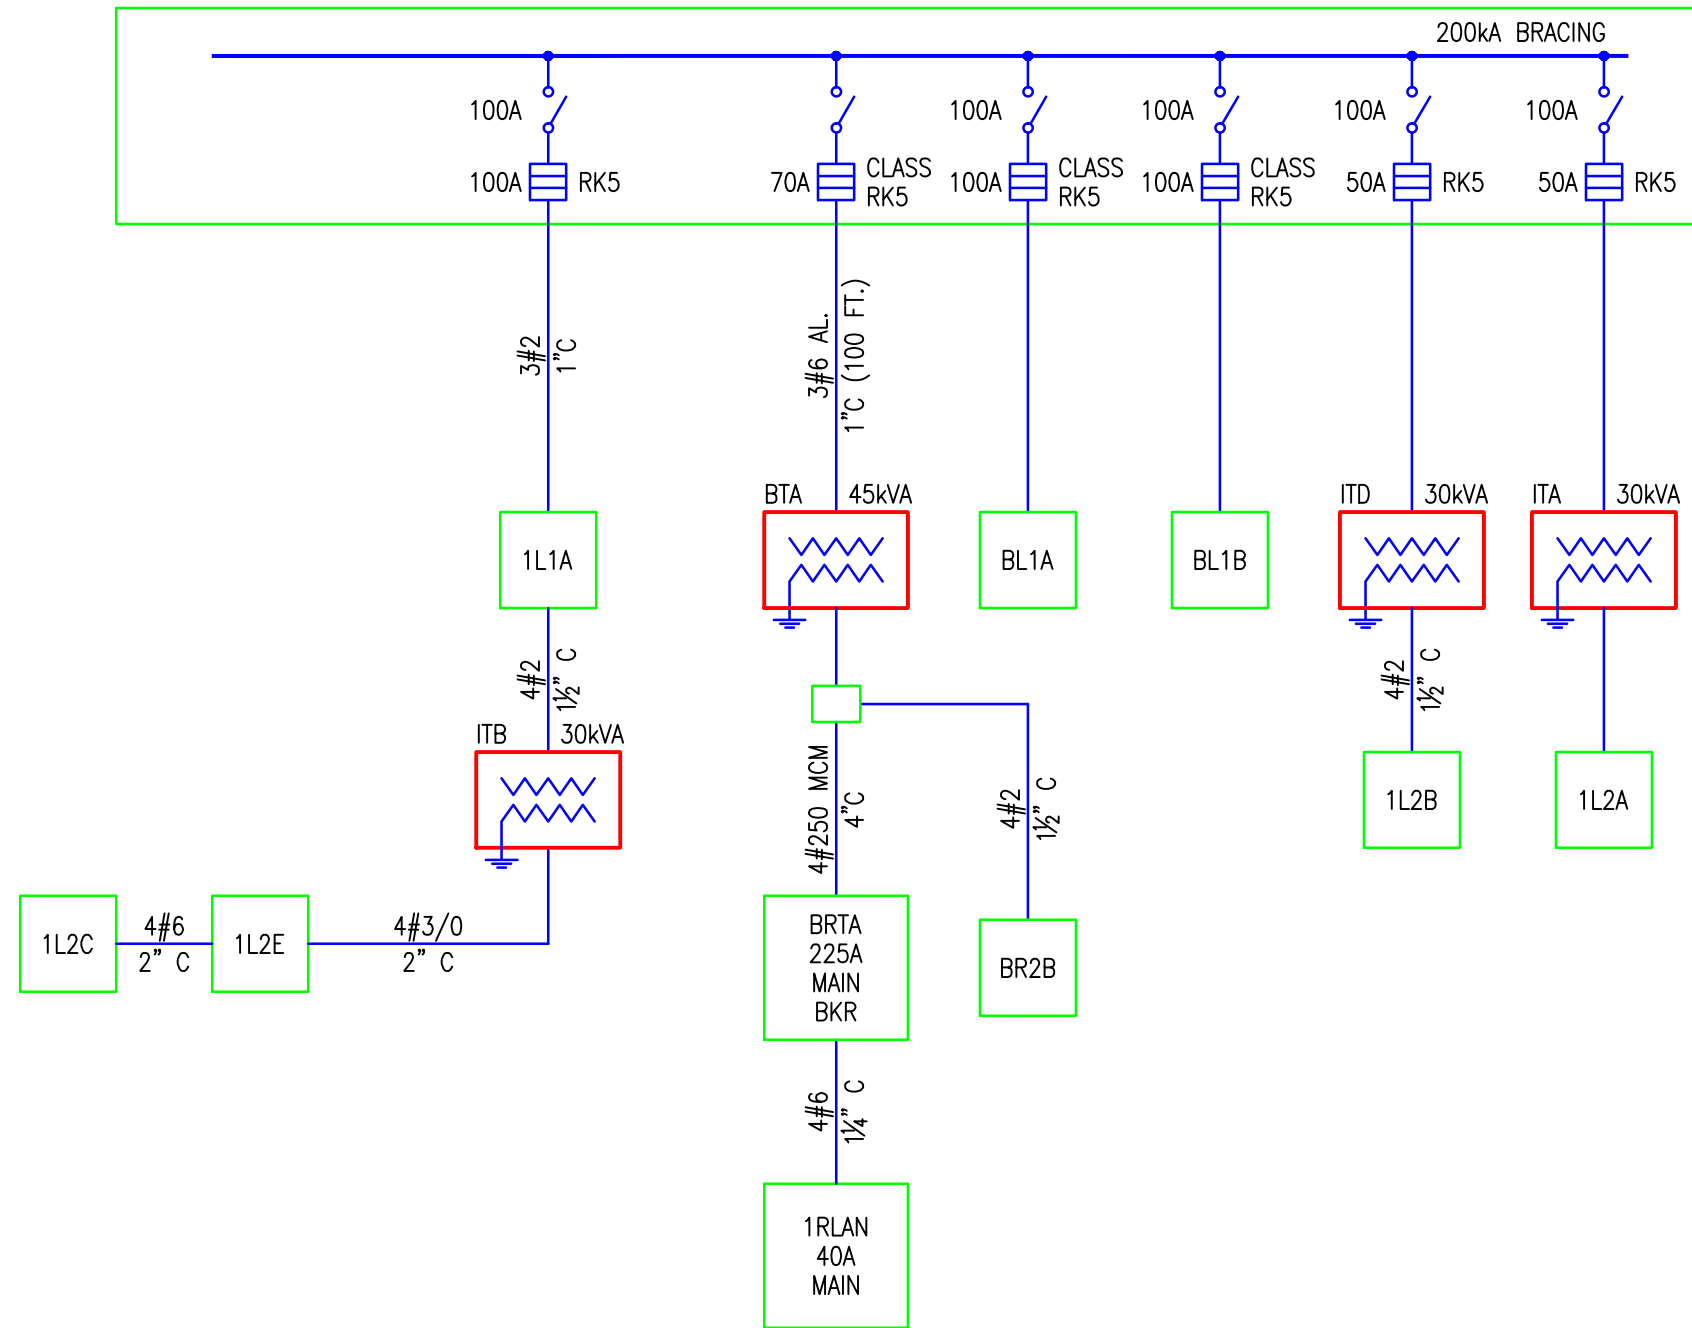 200kA BRACING
100A
100A
100A
100A
100A
100A
100A RK5
70A CLASS
RK5
100A CLASS
RK5
100A CLASS
RK5
50A RK5
50A RK5
3#2
1"C
3#6 AL.
1"C (100 FT.)
BTA 45kVA
ITD 30kVA
ITA 30kVA
1L1A
BL1A
BL1B
4#2
1½" C
4#2
1½" C
ITB 30kVA
4#250 MCM
4"C
4#2
1½" C
1L2B
1L2A
1L2C
4#6
2" C
1L2E
4#3/0
2" C
BRTA
225A
MAIN
BKR
BR2B
4#6
1¼" C
1RLAN
40A
MAIN